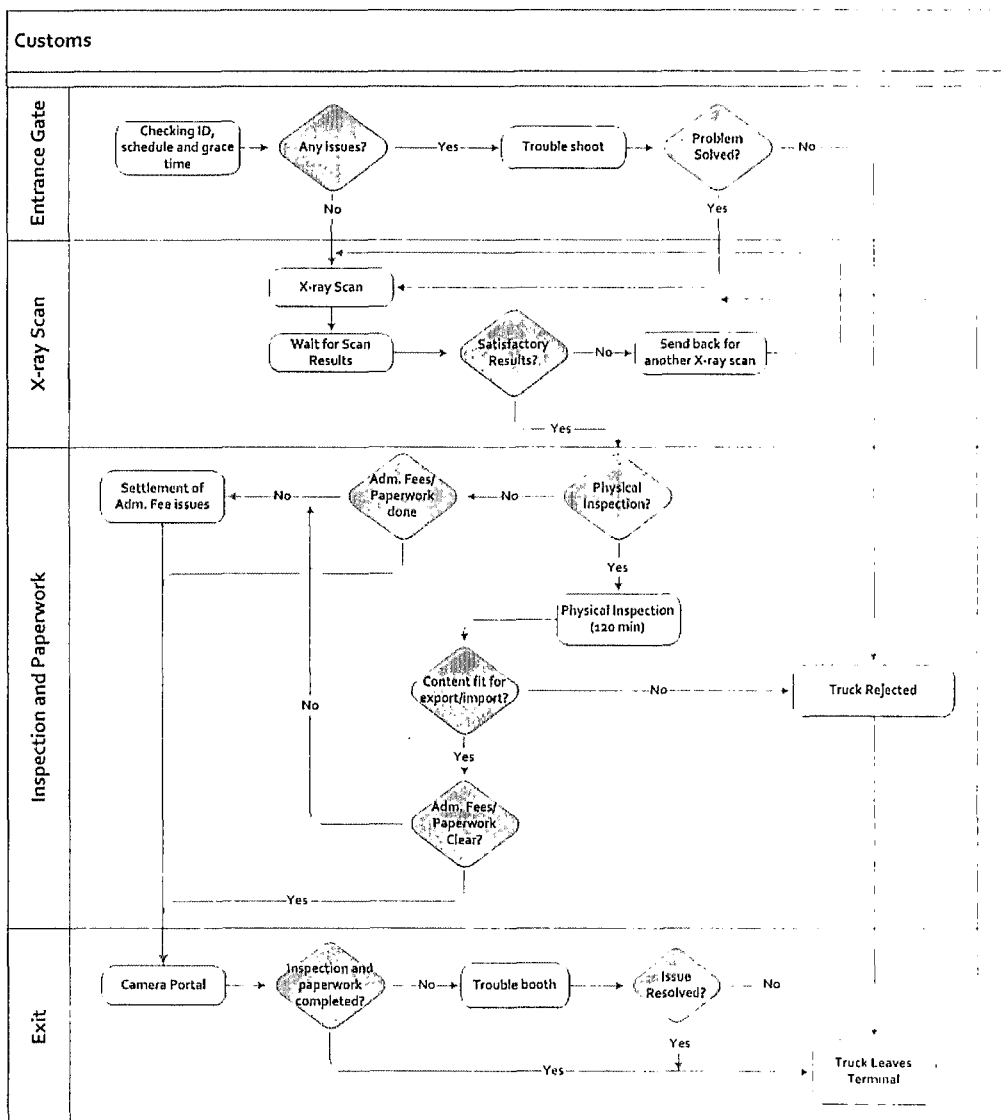 Customs
Entrance Gate
Checking ID,
schedule and grace
time
Any issues?
Yes
Trouble shoot
Problem
Solved?
No
No
Yes
X-ray Scan
X-ray Scan
Wait for Scan
Results
Satisfactory
Results?
No
Send back for
another X-ray scan
Yes
Inspection and Paperwork
Settlement of
Adm. Fee issues
No
Adm. Fees/
Paperwork
done
No
Physical
Inspection?
Yes
Physical Inspection
(120 min)
Content fit for
export/import?
No
Truck Rejected
No
Yes
Adm. Fees/
Paperwork
Clear?
Yes
Exit
Camera Portal
Inspection and
paperwork
completed?
No
Trouble booth
Issue
Resolved?
No
Yes
Yes
Truck Leaves
Terminal